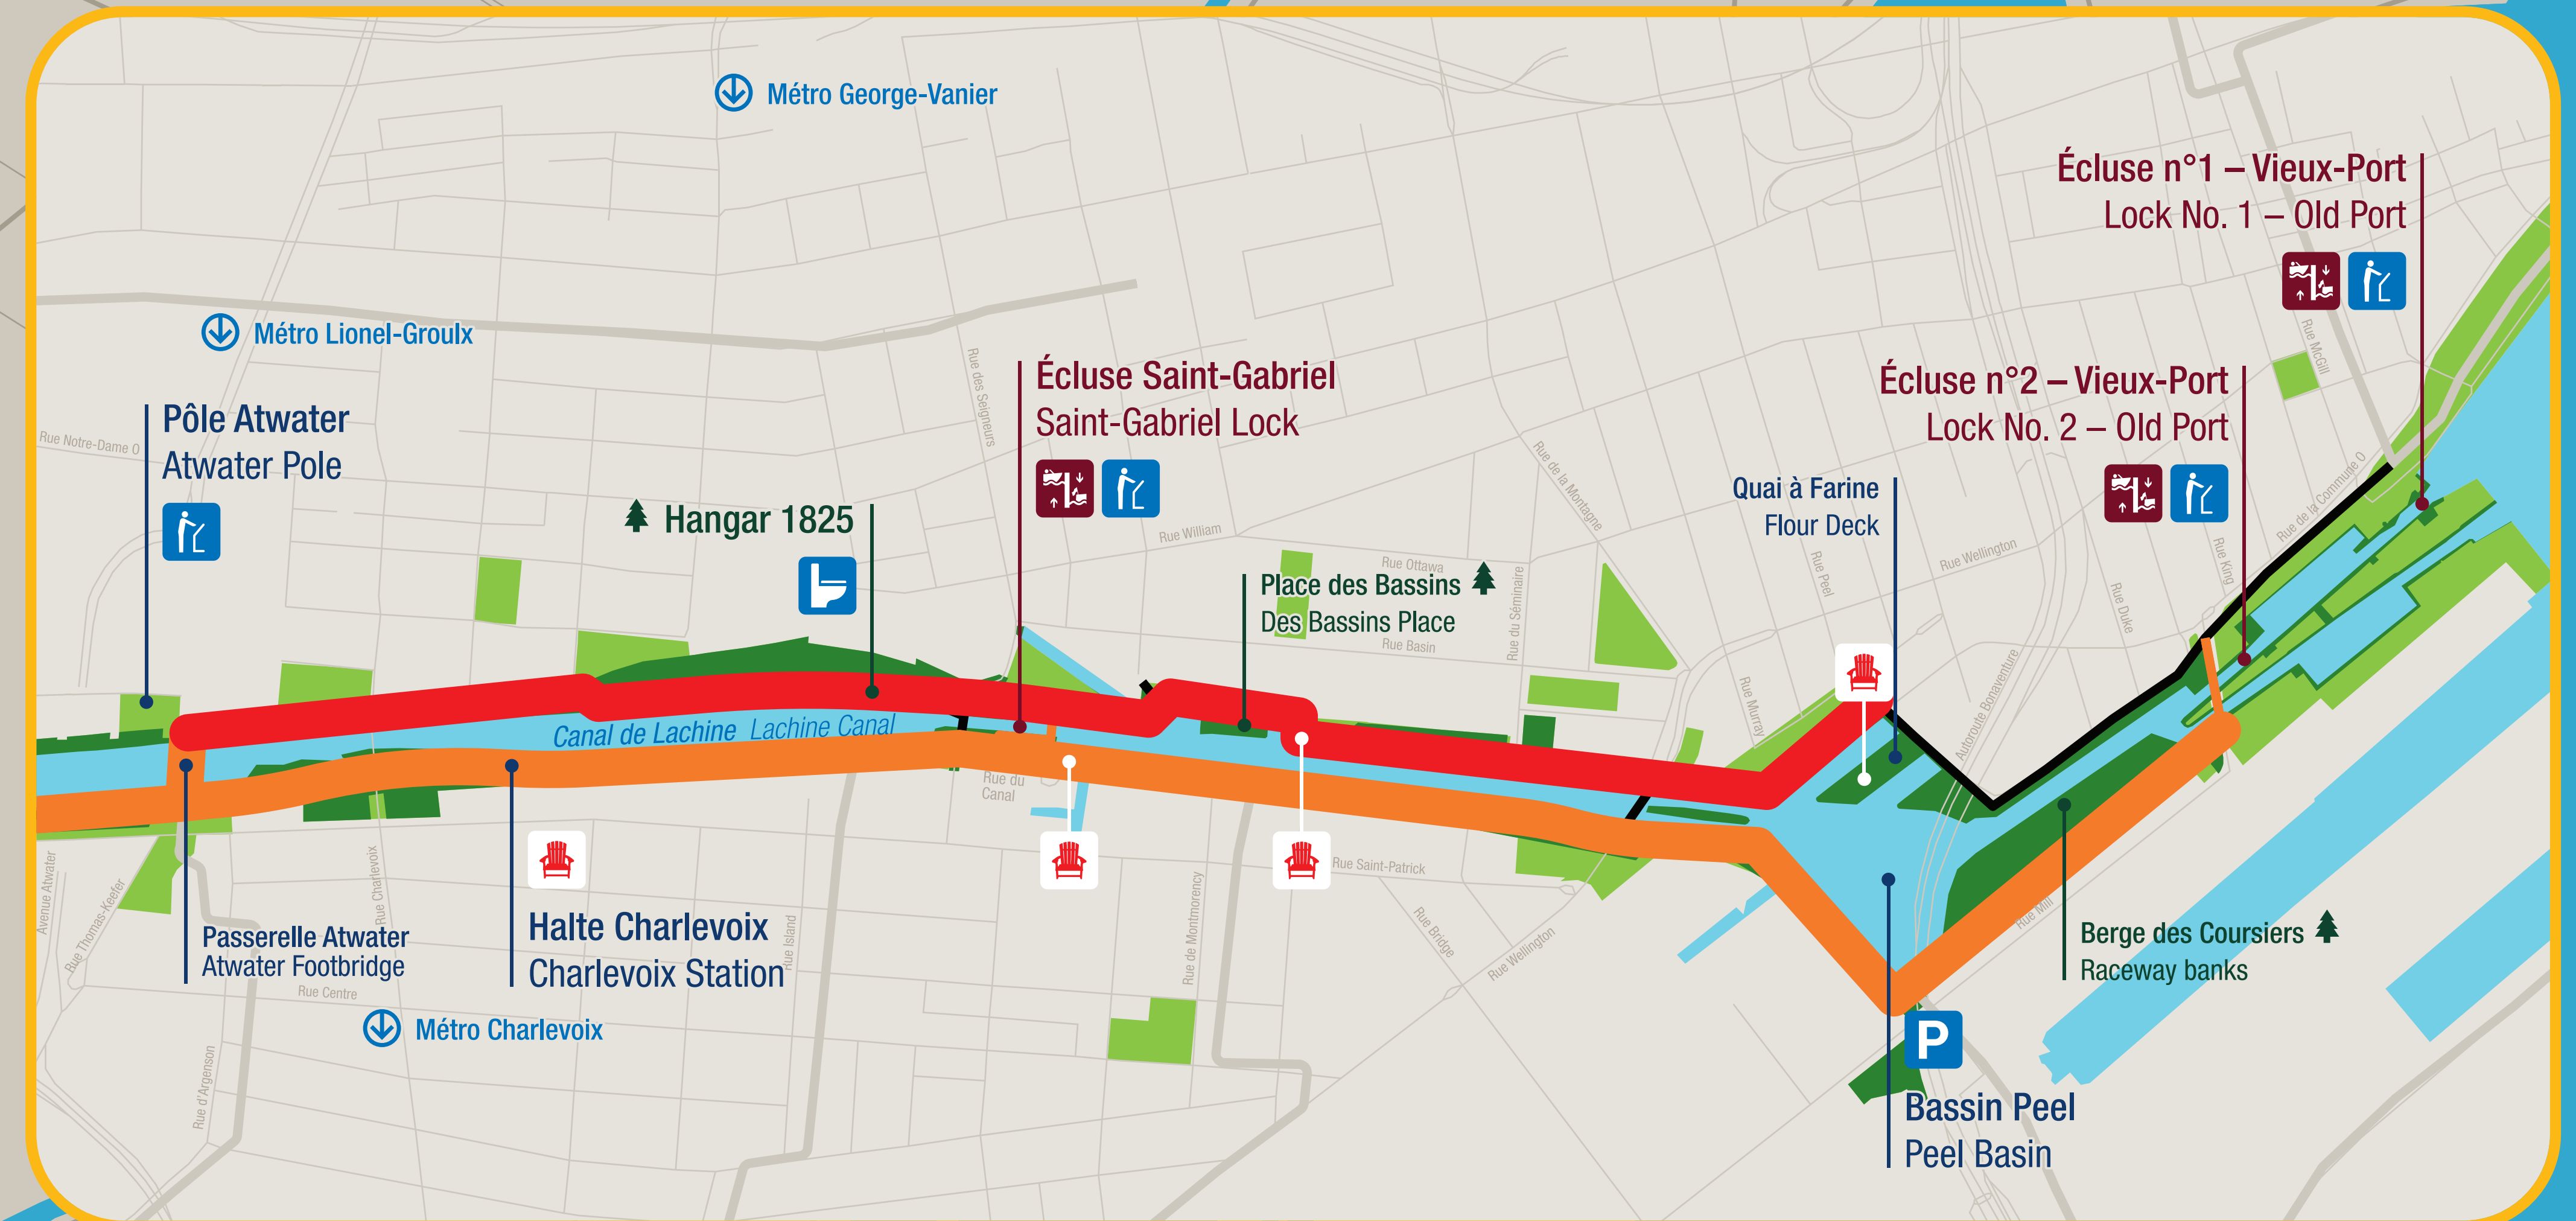 Métro George-Vanier
Écluse n°1 – Vieux-Port
Lock No. 1 – Old Port
Métro Lionel-Groulx
Rue McGill
Rue des Seigneurs
Écluse Saint-Gabriel
Saint-Gabriel Lock
Écluse n°2 – Vieux-Port
Lock No. 2 – Old Port
Pôle Atwater
Atwater Pole
Rue Notre-Dame O
Rue de la Montagne
Quai à Farine
Flour Deck
Rue de la Commune O
Hangar 1825
Rue William
Rue Ottawa
Rue Wellington
Rue Peel
Rue King
Rue Duke
Place des Bassins
Des Bassins Place
Rue du Séminaire
Rue Basin
Rue Murray
Autoroute Bonaventure
Canal de Lachine Lachine Canal
Rue du
Canal
Rue Saint-Patrick
Avenue Atwater
Rue Thomas-Keefer
Rue Charlevoix
Passerelle Atwater
Atwater Footbridge
Halte Charlevoix
Charlevoix Station
Rue Island
Rue de Montmorency
Rue Bridge
Rue Wellington
Rue Mill
Berge des Coursiers
Raceway banks
Rue Centre
Métro Charlevoix
Rue d'Argenson
P
Bassin Peel
Peel Basin